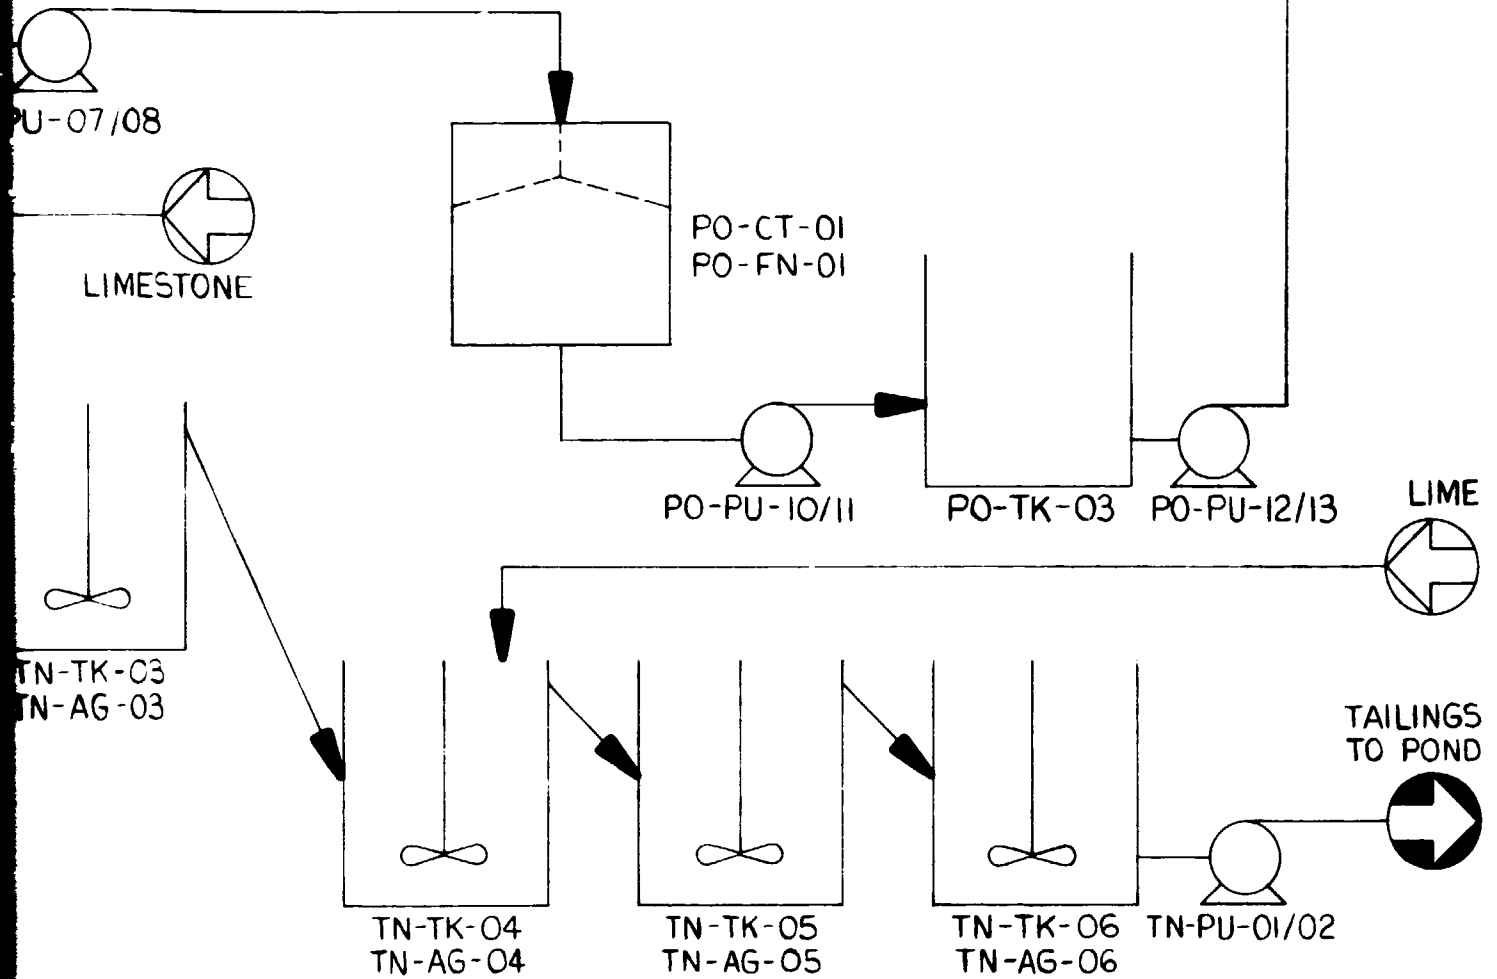 PU-07/08
LIMESTONE
PO-CT-01
PO-FN-01
PO-PU-10/11
PO-TK-03
PO-PU-12/13
LIME
TN-TK-03
TN-AG-03
TAILINGS
TO POND
TN-TK-04
TN-AG-04
TN-TK-05
TN-AG-05
TN-TK-06
TN-AG-06
TN-PU-01/02